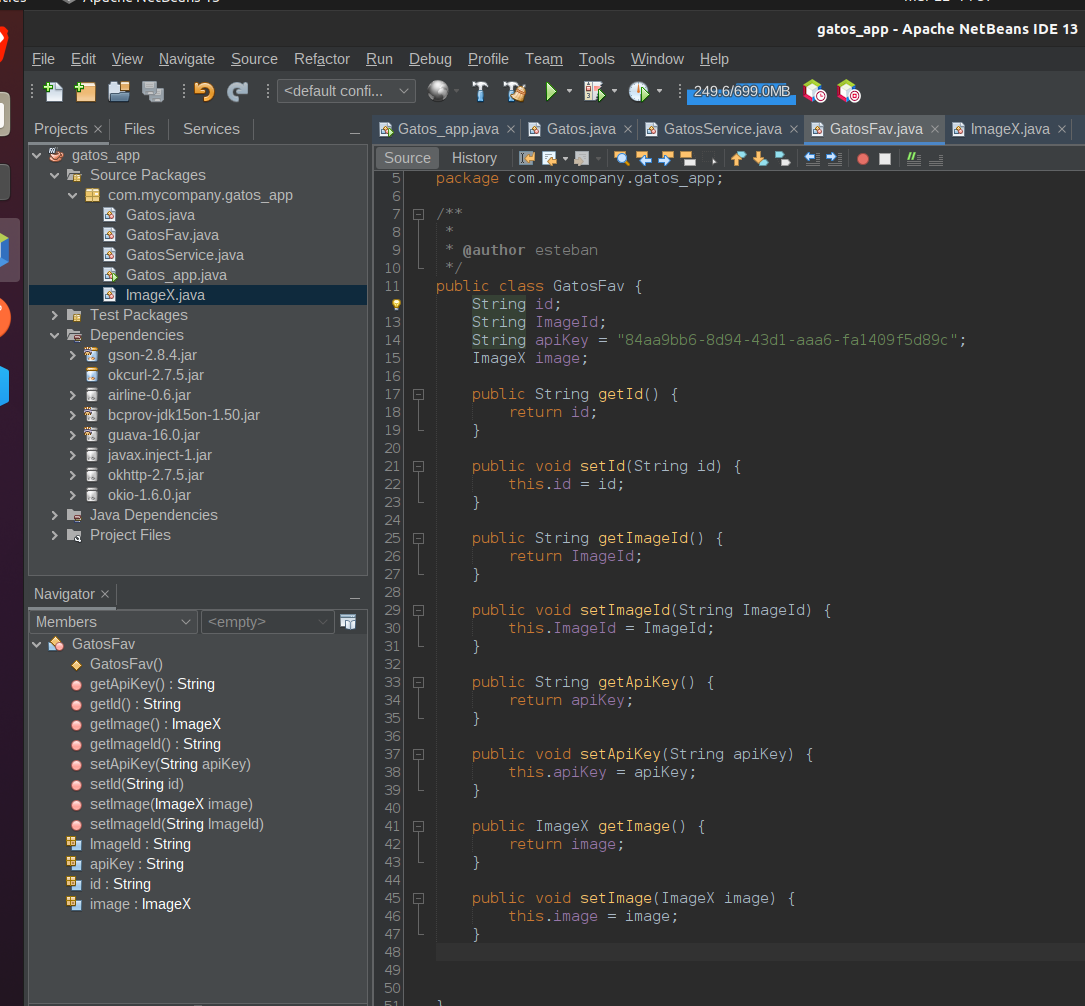 Apache NetBeans 13
gatos_app - Apache NetBeans IDE 13
File Edit View Navigate Source Refactor Run Debug Profile Team Tools Window Help
<default confi... 249.6/699.0MB
Projects Files Services
Gatos_app.java Gatos.java GatosService.java GatosFav.java ImageX.java
Source History
gatos_app
Source Packages
com.mycompany.gatos_app
Gatos.java
GatosFav.java
GatosService.java
Gatos_app.java
ImageX.java
Test Packages
Dependencies
gson-2.8.4.jar
okcurl-2.7.5.jar
airline-0.6.jar
bcprov-jdk15on-1.50.jar
guava-16.0.jar
javax.inject-1.jar
okhttp-2.7.5.jar
okio-1.6.0.jar
Java Dependencies
Project Files
Navigator
Members <empty>
GatosFav
GatosFav()
getApiKey() : String
getId() : String
getImage() : ImageX
getImageId() : String
setApiKey(String apiKey)
setId(String id)
setImage(ImageX image)
setImageId(String ImageId)
ImageId : String
apiKey : String
id : String
image : ImageX
5 package com.mycompany.gatos_app;
6
7 /**
8 *
9 * @author esteban
10 */
11 public class GatosFav {
String id;
13 String ImageId;
14 String apiKey = "84aa9bb6-8d94-43d1-aaa6-fa1409f5d89c";
15 ImageX image;
16
17 public String getId() {
18 return id;
19 }
20
21 public void setId(String id) {
22 this.id = id;
23 }
24
25 public String getImageId() {
26 return ImageId;
27 }
28
29 public void setImageId(String ImageId) {
30 this.ImageId = ImageId;
31 }
32
33 public String getApiKey() {
34 return apiKey;
35 }
36
37 public void setApiKey(String apiKey) {
38 this.apiKey = apiKey;
39 }
40
41 public ImageX getImage() {
42 return image;
43 }
44
45 public void setImage(ImageX image) {
46 this.image = image;
47 }
48
49
50
51 }